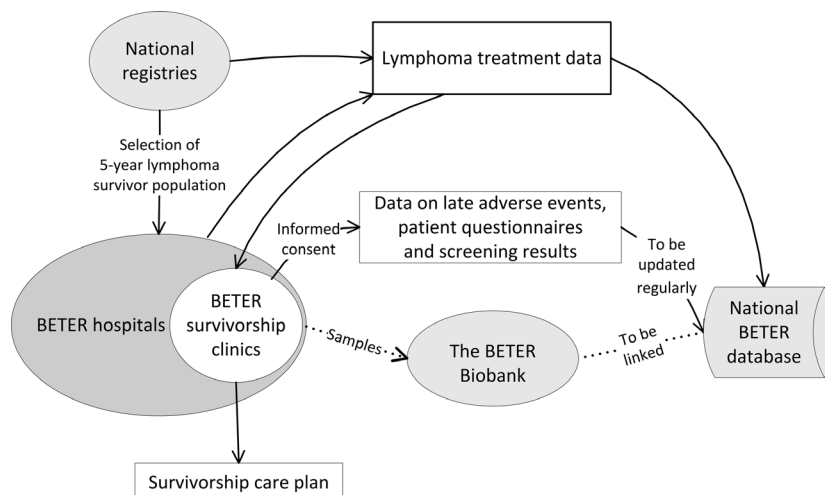 National
registries
Lymphoma treatment data
Selection of
5-year lymphoma
survivor population
Informed
consent
Data on late adverse events,
patient questionnaires
and screening results
To be
updated
regularly
BETER hospitals
BETER
survivorship
clinics
Samples
The BETER
Biobank
To be
linked
National
BETER
database
Survivorship care plan